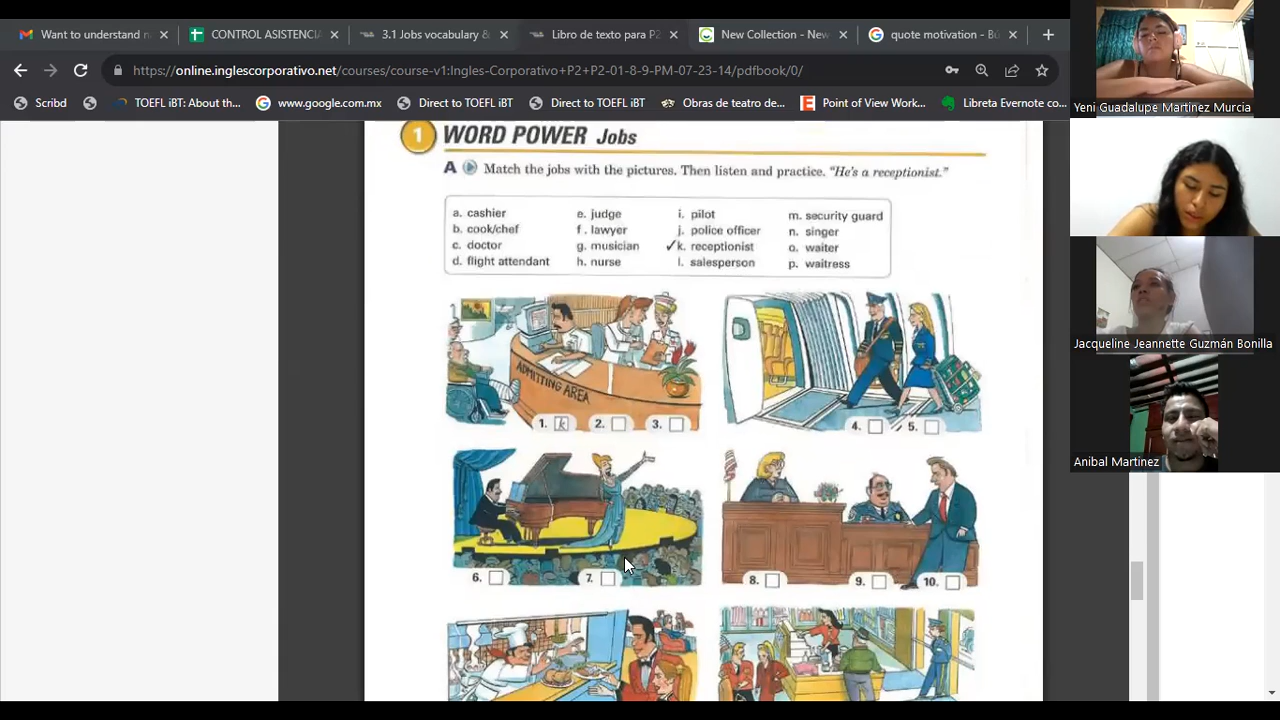 Want to understand n
CONTROL ASISTENCIA
3.1 Jobs vocabulary &
Libro de texto para P2
New Collection - New
quote motivation - Bú
https://online.inglescorporativo.net/courses/course-v1:Ingles-Corporativo+P2+P2-01-8-9-PM-07-23-14/pdfbook/0/
Scribd
TOEFL iBT: About th...
www.google.com.mx
Direct to TOEFL iBT
Direct to TOEFL iBT
Obras de teatro de...
Point of View Work...
Libreta Evernote co...
Yeni Guadalupe Martinez Murcia
Jacqueline Jeannette Guzmán Bonilla
Anibal Martinez
1 WORD POWER Jobs
A Match the jobs with the pictures. Then listen and practice. "He's a receptionist."
a. cashier
b. cook/chef
c. doctor
d. flight attendant
e. judge
f. lawyer
g. musician
h. nurse
i. pilot
j. police officer
✓k. receptionist
l. salesperson
m. security guard
n. singer
o. waiter
p. waitress
ADMITTING AREA
1. k 2. 3.
4. 5.
6. 7.
8. 9. 10.